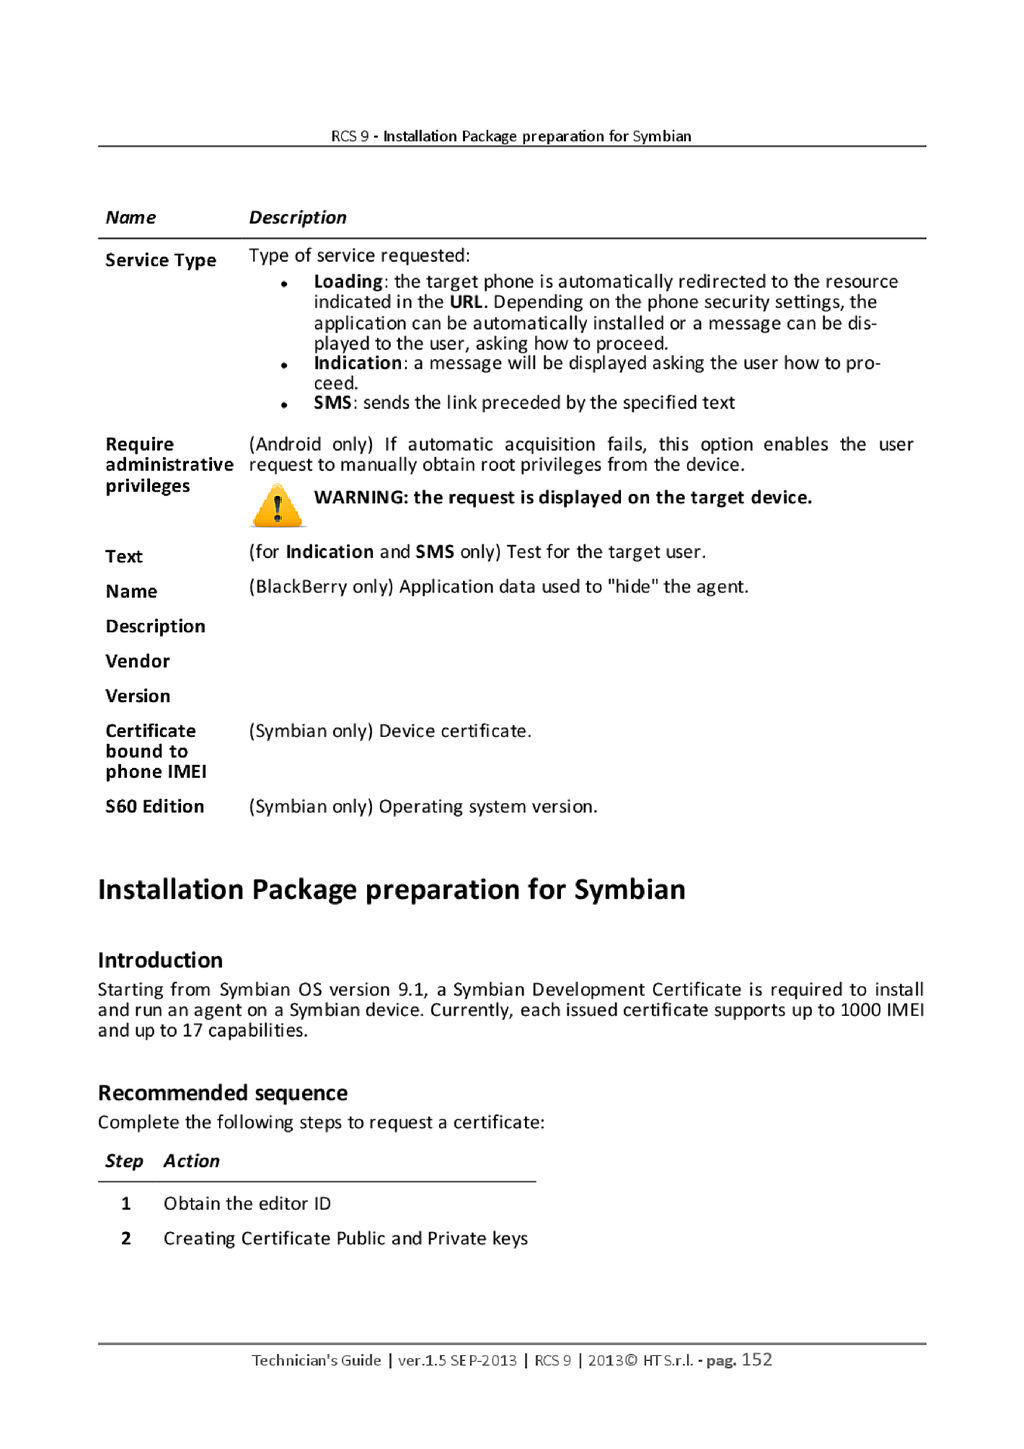 RCS 9 - Installation Package preparation for Symbian
Name Description
Service Type Type of service requested:
• Loading: the target phone is automatically redirected to the resource
indicated in the URL. Depending on the phone security settings, the
application can be automatically installed or a message can be dis-
played to the user, asking how to proceed.
• Indication: a message will be displayed asking the user how to pro-
ceed.
• SMS: sends the link preceded by the specified text
Require (Android only) If automatic acquisition fails, this option enables the user
administrative request to manually obtain root privileges from the device.
privileges
WARNING: the request is displayed on the target device.
Text (for Indication and SMS only) Test for the target user.
Name (BlackBerry only) Application data used to "hide" the agent.
Description
Vendor
Version
Certificate (Symbian only) Device certificate.
bound to
phone IMEI
S60 Edition (Symbian only) Operating system version.
Installation Package preparation for Symbian
Introduction
Starting from Symbian OS version 9.1, a Symbian Development Certificate is required to install
and run an agent on a Symbian device. Currently, each issued certificate supports up to 1000 IMEI
and up to 17 capabilities.
Recommended sequence
Complete the following steps to request a certificate:
Step Action
1 Obtain the editor ID
2 Creating Certificate Public and Private keys
Technician's Guide | ver.1.5 SEP-2013 | RCS 9 | 2013© HT S.r.l. - pag. 152